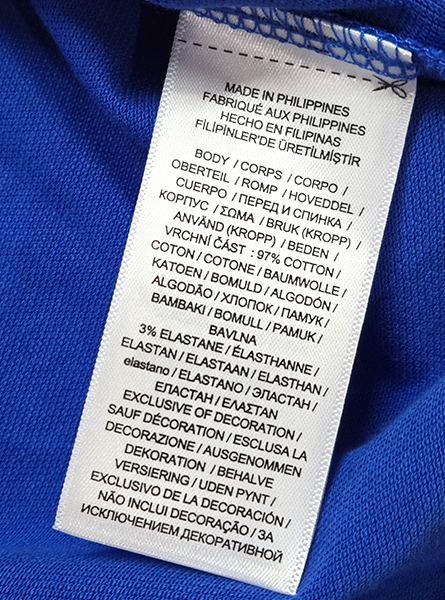 MADE IN PHILIPPINES
FABRIQUÉ AUX PHILIPPINES
HECHO EN FILIPINAS
FİLİPİNLER'DE ÜRETİLMİŞTİR
BODY / CORPS / CORPO /
OBERTEIL / ROMP / HOVEDDEL /
CUERPO / ПЕРЕД И СПИНКА /
КОРПУС / ΣΩΜΑ / BRUK (KROPP) /
ANVÄND (KROPP) / BEDEN /
VRCHNÍ ČÁST : 97% COTTON /
COTON / COTONE / BAUMWOLLE /
KATOEN / BOMULD / ALGODÓN /
ALGODÃO / ХЛОПОК / ПАМУК /
ΒΑΜΒΑΚΙ / BOMULL / PAMUK /
BAVLNA
3% ELASTANE / ÉLASTHANNE /
ELASTAN / ELASTAAN / ELASTHAN /
elastano / ELASTANO / ЭЛАСТАН /
ЕЛАСТАН / ΕΛΑΣΤΑΝ
EXCLUSIVE OF DECORATION /
SAUF DÉCORATION / ESCLUSA LA
DECORAZIONE / AUSGENOMMEN
DEKORATION / BEHALVE
VERSIERING / UDEN PYNT /
EXCLUSIVO DE LA DECORACIÓN /
NÃO INCLUI DECORAÇÃO / ЗА
ИСКЛЮЧЕНИЕМ ДЕКОРАТИВНОЙ